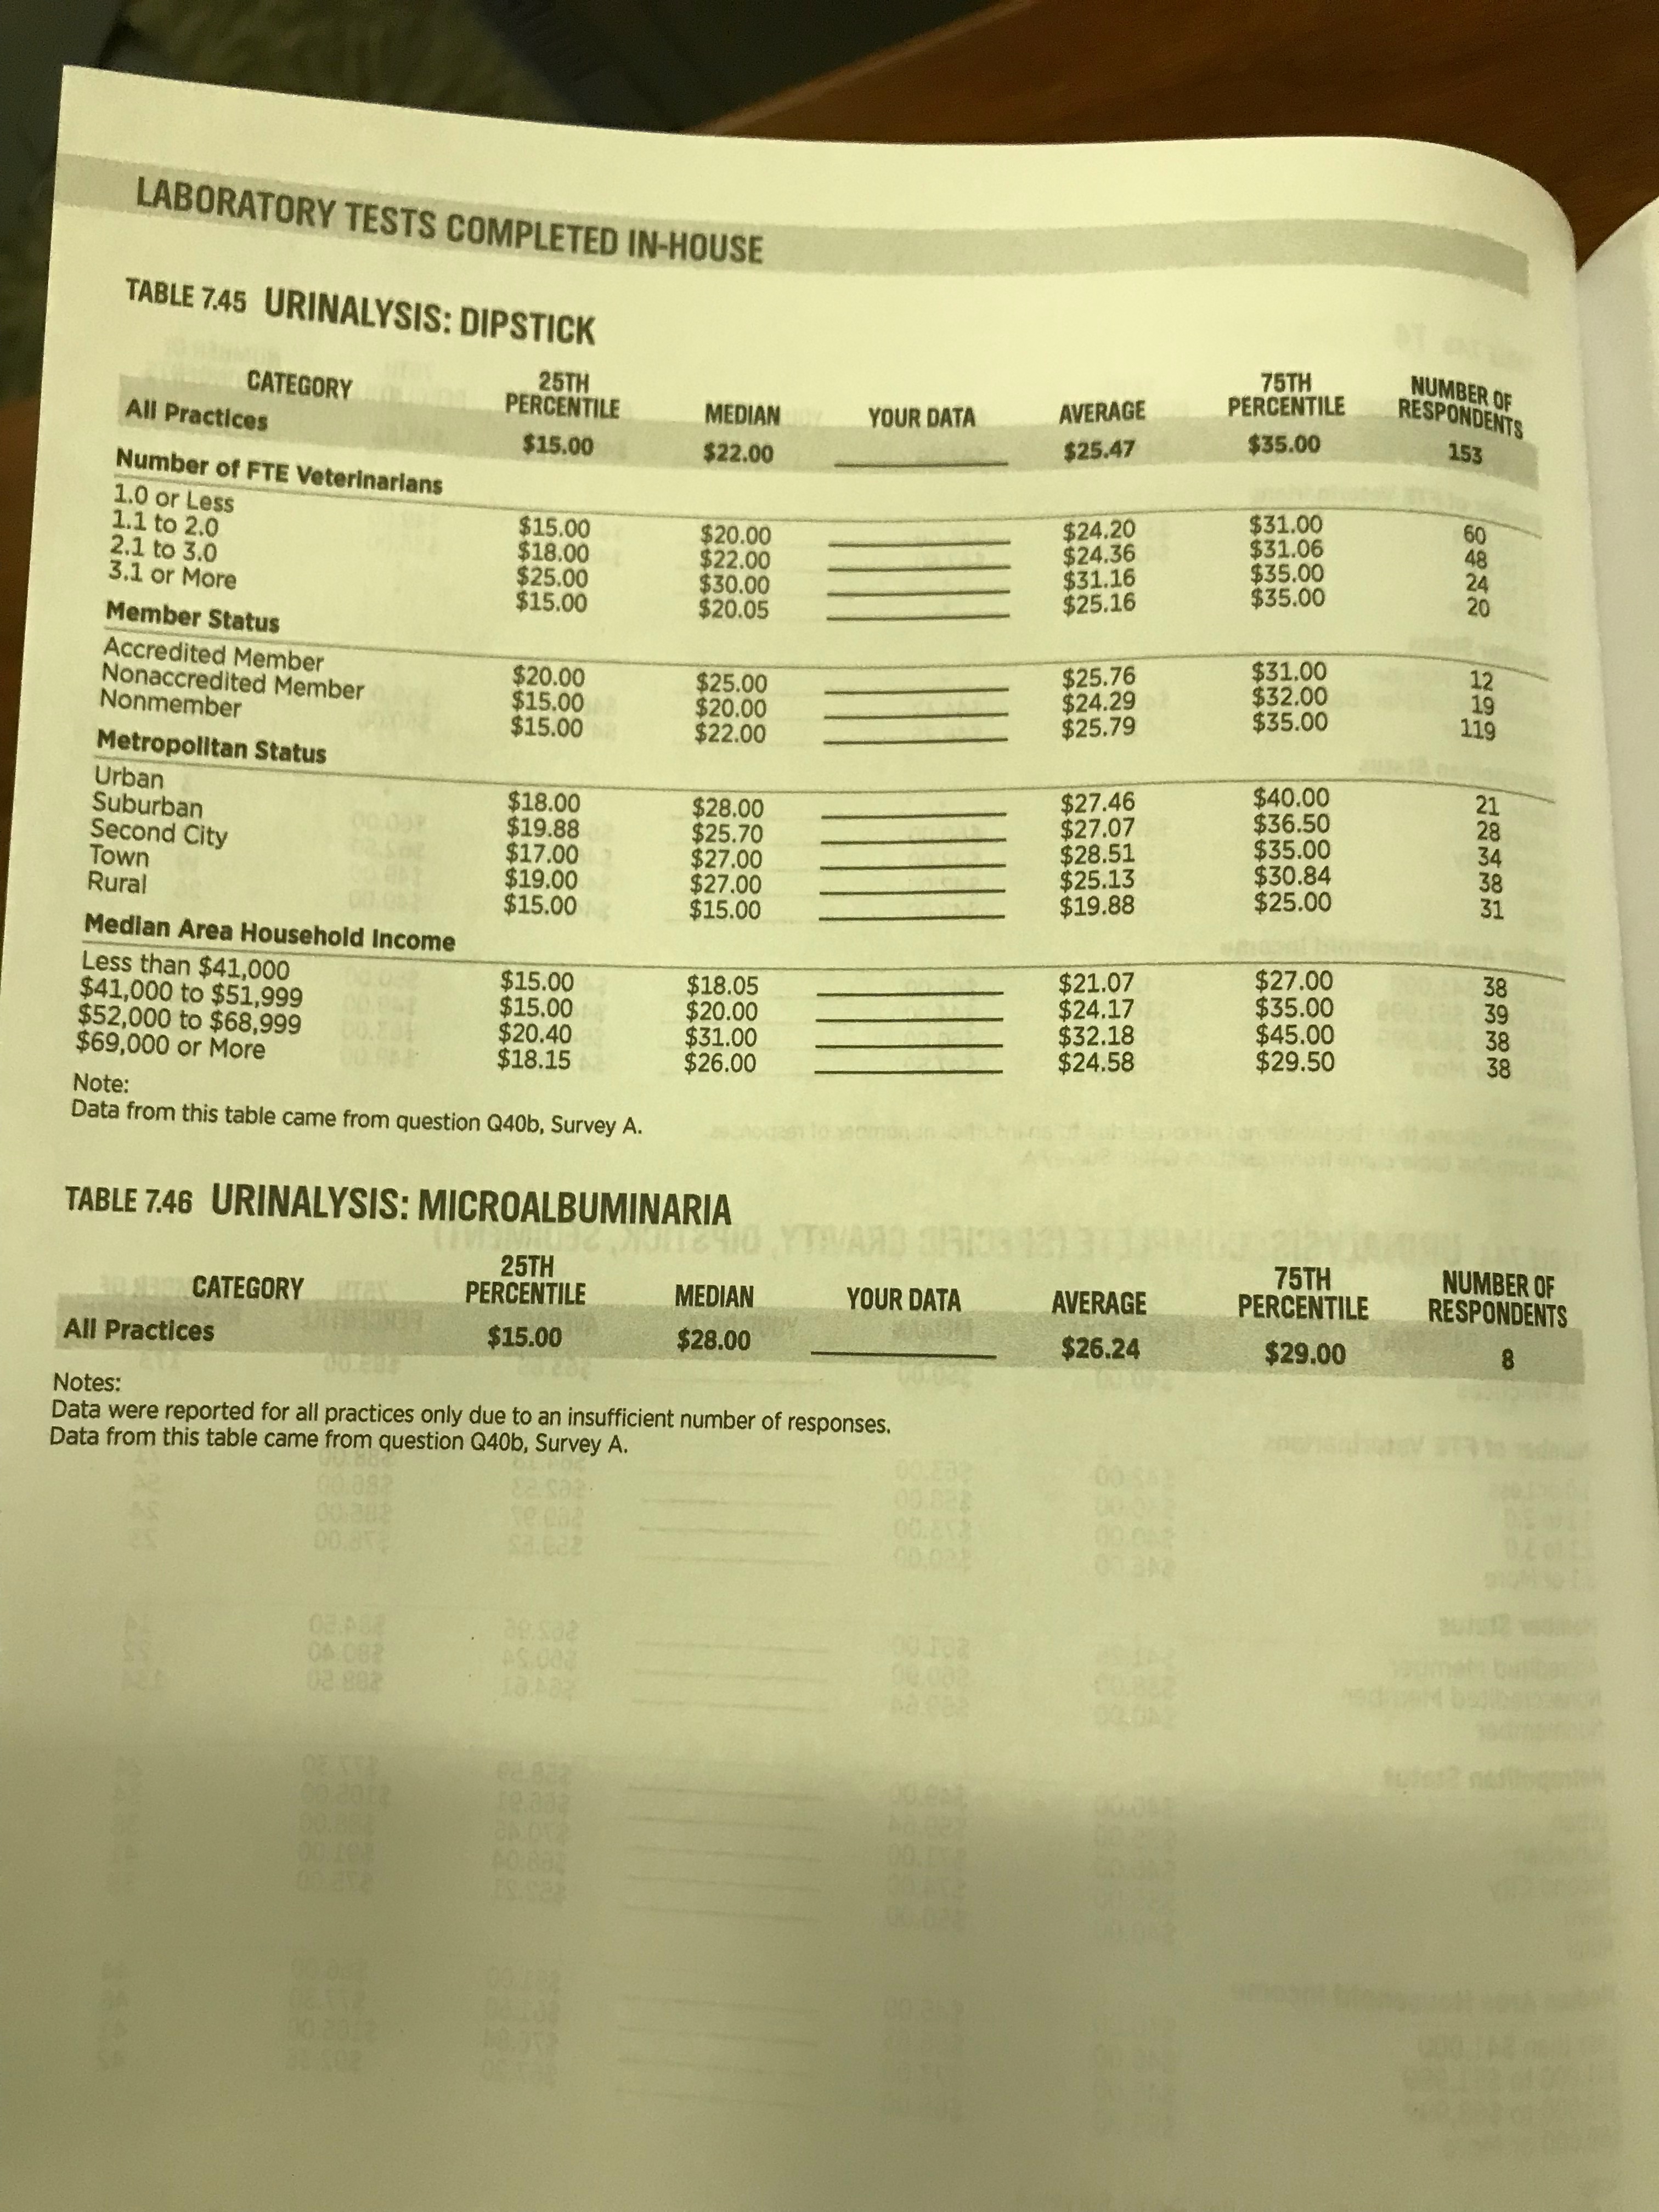 LABORATORY TESTS COMPLETED IN-HOUSE
TABLE 7.45 URINALYSIS: DIPSTICK
CATEGORY 25TH PERCENTILE MEDIAN YOUR DATA AVERAGE 75TH PERCENTILE NUMBER OF RESPONDENTS
All Practices $15.00 $22.00 $25.47 $35.00 153
Number of FTE Veterinarians
1.0 or Less $15.00 $20.00 $24.20 $31.00 60
1.1 to 2.0 $18.00 $22.00 $24.36 $31.06 48
2.1 to 3.0 $25.00 $30.00 $31.16 $35.00 24
3.1 or More $15.00 $20.05 $25.16 $35.00 20
Member Status
Accredited Member $20.00 $25.00 $25.76 $31.00 12
Nonaccredited Member $15.00 $20.00 $24.29 $32.00 19
Nonmember $15.00 $22.00 $25.79 $35.00 119
Metropolitan Status
Urban $18.00 $28.00 $27.46 $40.00 21
Suburban $19.88 $25.70 $27.07 $36.50 28
Second City $17.00 $27.00 $28.51 $35.00 34
Town $19.00 $27.00 $25.13 $30.84 38
Rural $15.00 $15.00 $19.88 $25.00 31
Median Area Household Income
Less than $41,000 $15.00 $18.05 $21.07 $27.00 38
$41,000 to $51,999 $15.00 $20.00 $24.17 $35.00 39
$52,000 to $68,999 $20.40 $31.00 $32.18 $45.00 38
$69,000 or More $18.15 $26.00 $24.58 $29.50 38
Note:
Data from this table came from question Q40b, Survey A.
TABLE 7.46 URINALYSIS: MICROALBUMINARIA
CATEGORY 25TH PERCENTILE MEDIAN YOUR DATA AVERAGE 75TH PERCENTILE NUMBER OF RESPONDENTS
All Practices $15.00 $28.00 $26.24 $29.00 8
Notes:
Data were reported for all practices only due to an insufficient number of responses.
Data from this table came from question Q40b, Survey A.